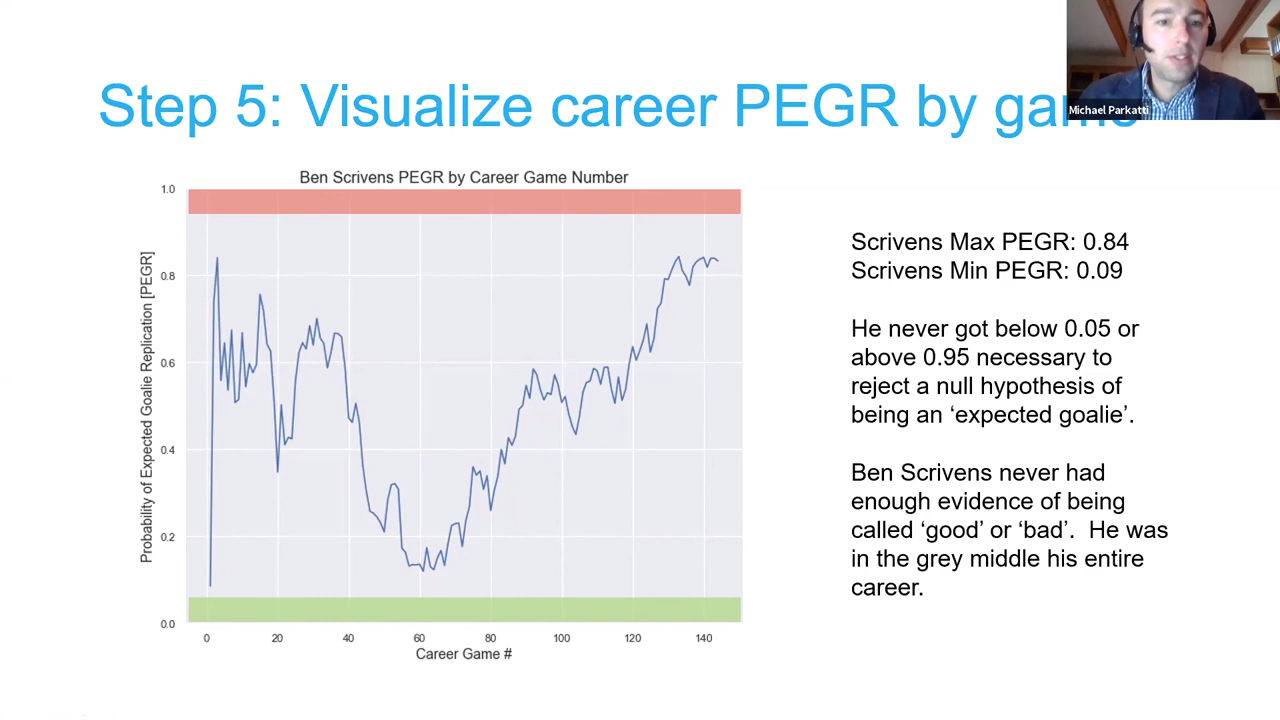 Step 5: Visualize career PEGR by game
Michael Parkatti
Ben Scrivens PEGR by Career Game Number
Probability of Expected Goalie Replication [PEGR]
1.0
0.8
0.6
0.4
0.2
0.0
0 20 40 60 80 100 120 140
Career Game #
Scrivens Max PEGR: 0.84
Scrivens Min PEGR: 0.09
He never got below 0.05 or
above 0.95 necessary to
reject a null hypothesis of
being an ‘expected goalie’.
Ben Scrivens never had
enough evidence of being
called ‘good’ or ‘bad’.  He was
in the grey middle his entire
career.